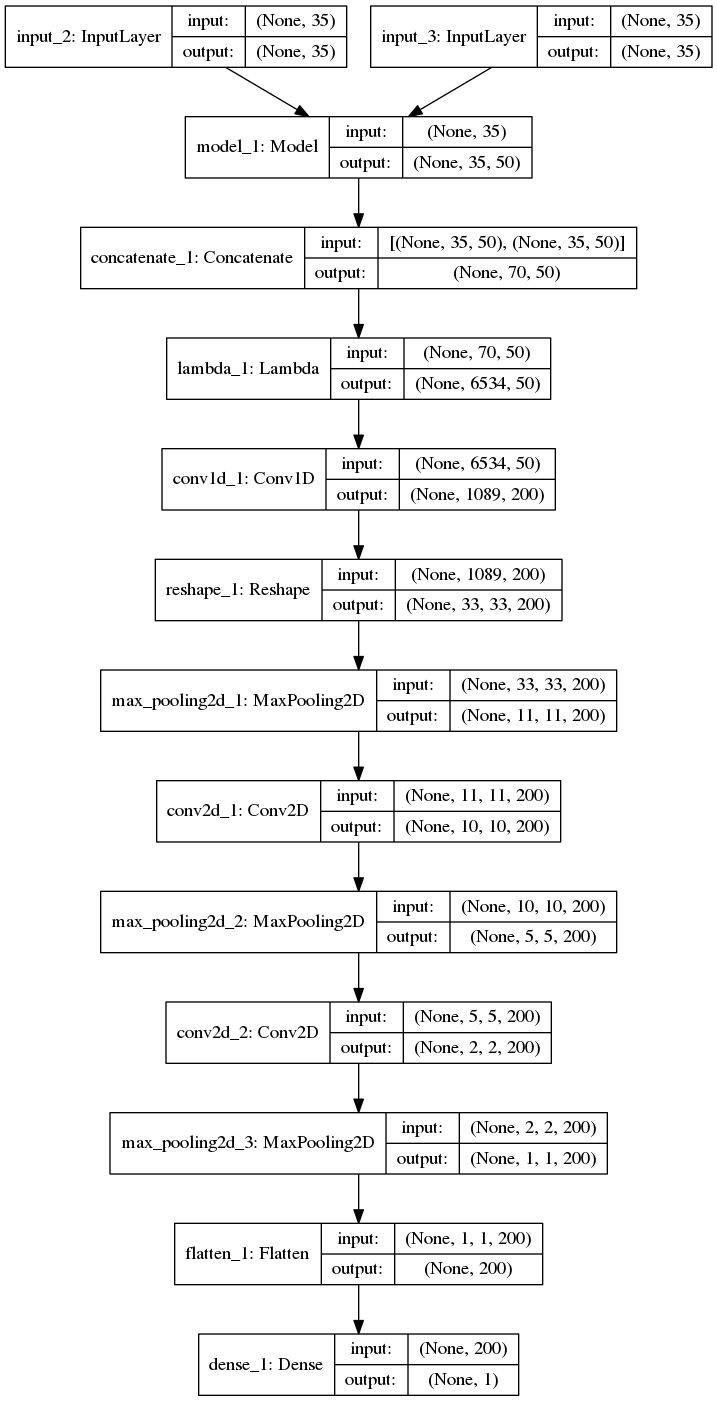 input_2: InputLayer
input: (None, 35)
output: (None, 35)
input_3: InputLayer
input: (None, 35)
output: (None, 35)
model_1: Model
input: (None, 35)
output: (None, 35, 50)
concatenate_1: Concatenate
input: [(None, 35, 50), (None, 35, 50)]
output: (None, 70, 50)
lambda_1: Lambda
input: (None, 70, 50)
output: (None, 6534, 50)
conv1d_1: Conv1D
input: (None, 6534, 50)
output: (None, 1089, 200)
reshape_1: Reshape
input: (None, 1089, 200)
output: (None, 33, 33, 200)
max_pooling2d_1: MaxPooling2D
input: (None, 33, 33, 200)
output: (None, 11, 11, 200)
conv2d_1: Conv2D
input: (None, 11, 11, 200)
output: (None, 10, 10, 200)
max_pooling2d_2: MaxPooling2D
input: (None, 10, 10, 200)
output: (None, 5, 5, 200)
conv2d_2: Conv2D
input: (None, 5, 5, 200)
output: (None, 2, 2, 200)
max_pooling2d_3: MaxPooling2D
input: (None, 2, 2, 200)
output: (None, 1, 1, 200)
flatten_1: Flatten
input: (None, 1, 1, 200)
output: (None, 200)
dense_1: Dense
input: (None, 200)
output: (None, 1)